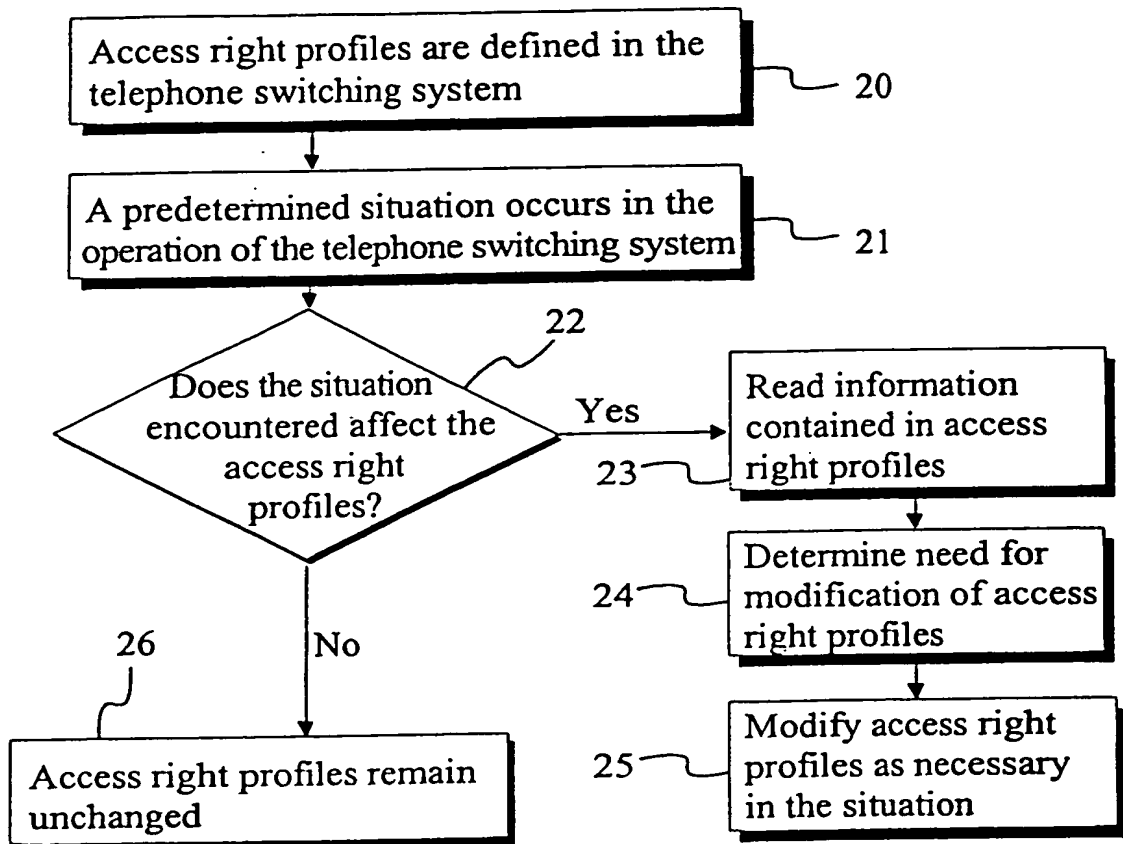 Access right profiles are defined in the
telephone switching system
20
A predetermined situation occurs in the
operation of the telephone switching system
21
22
Does the situation
encountered affect the
access right
profiles?
Yes
Read information
contained in access
right profiles
23
Determine need for
modification of access
right profiles
24
Modify access right
profiles as necessary
in the situation
25
No
26
Access right profiles remain
unchanged